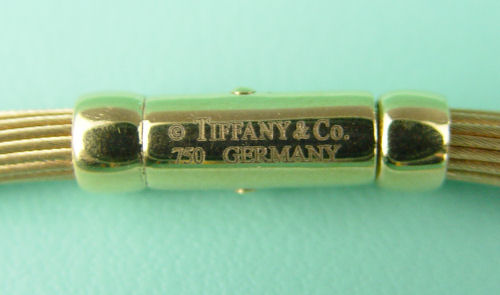 © TIFFANY & CO.
750 GERMANY